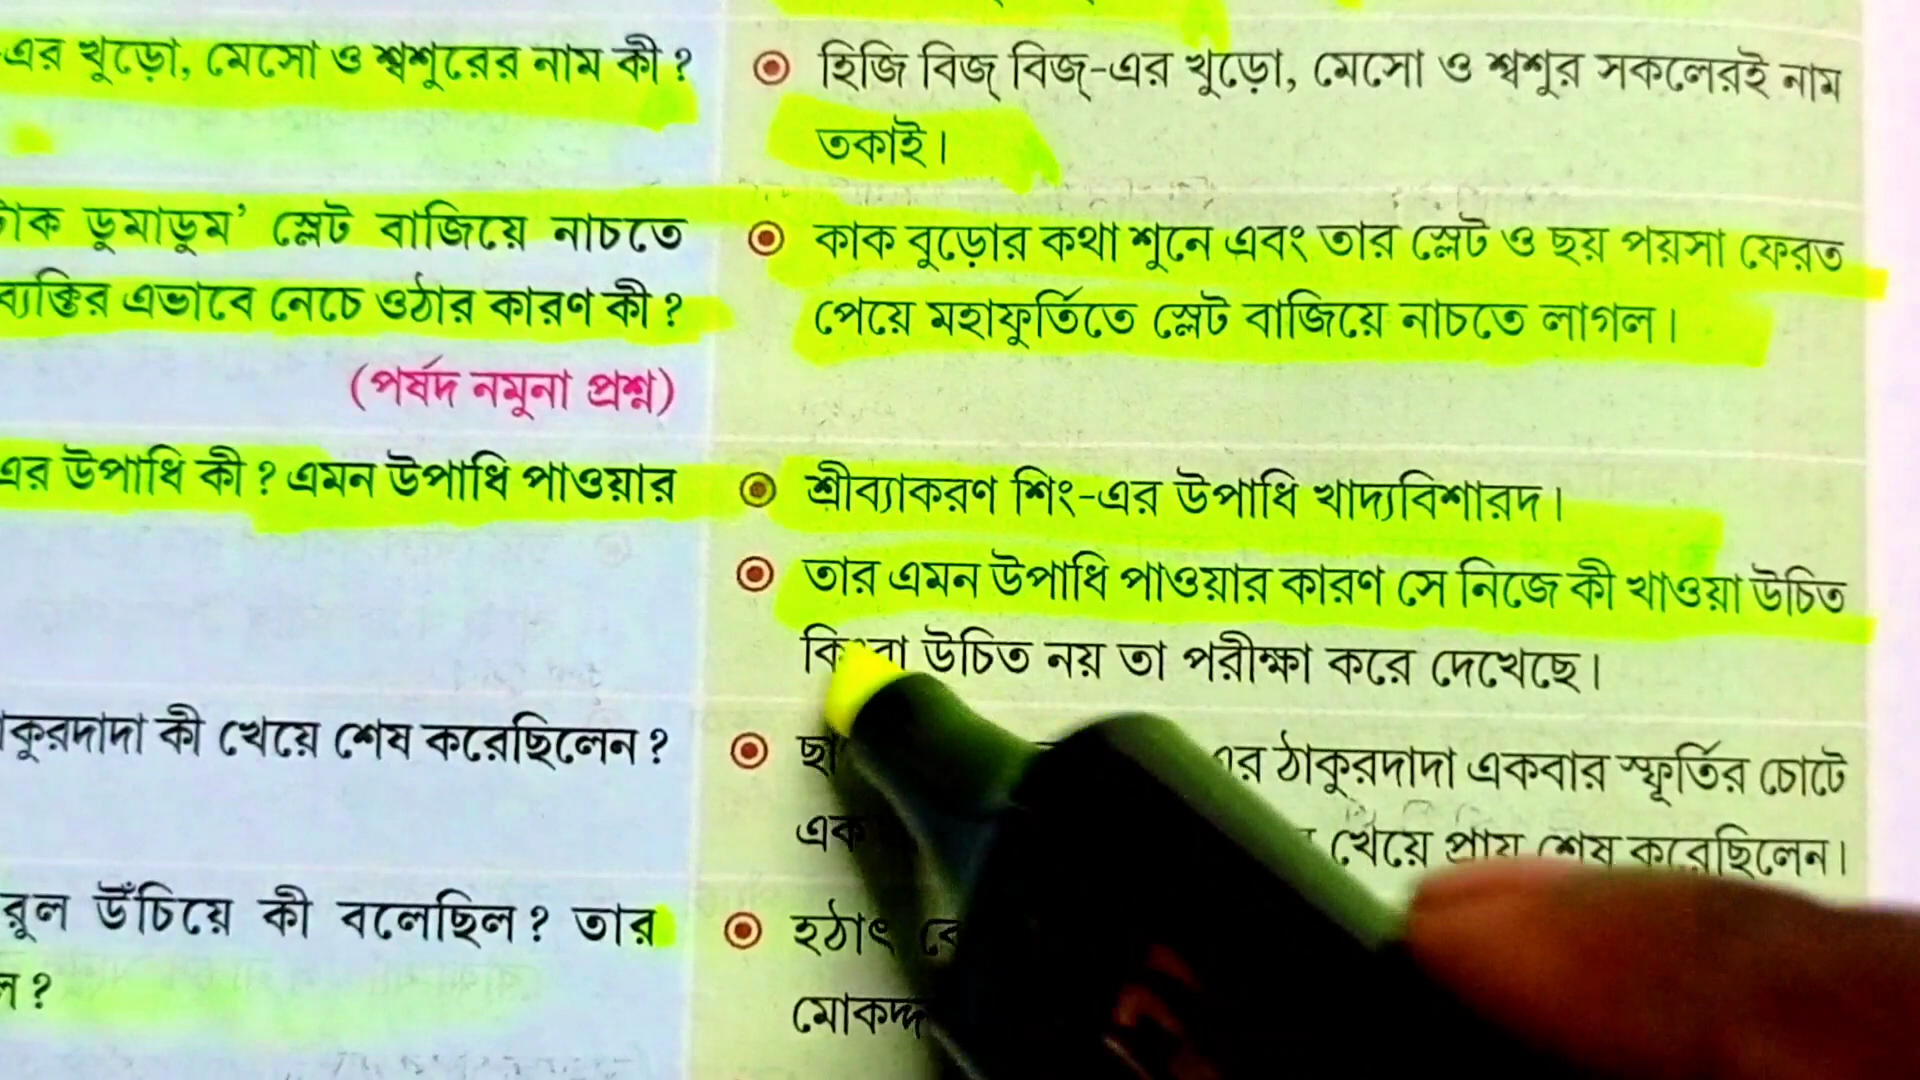 এর খুড়ো, মেসো ও শ্বশুরের নাম কী ?
ডুমাডুম’ স্লেট বাজিয়ে নাচতে
ব্যক্তির এভাবে নেচে ওঠার কারণ কী ?
(পর্ষদ নমুনা প্রশ্ন)
এর উপাধি কী ? এমন উপাধি পাওয়ার
কী খেয়ে শেষ করেছিলেন ?
উঁচিয়ে কী বলেছিল ? তার
হিজি বিজ্ বিজ্-এর খুড়ো, মেসো ও শ্বশুর সকলেরই নাম
তকাই।
কাক বুড়োর কথা শুনে এবং তার স্লেট ও ছয় পয়সা ফেরত
পেয়ে মহাফুর্তিতে স্লেট বাজিয়ে নাচতে লাগল।
শ্রীব্যাকরণ শিং-এর উপাধি খাদ্যবিশারদ।
তার এমন উপাধি পাওয়ার কারণ সে নিজে কী খাওয়া উচিত
উচিত নয় তা পরীক্ষা করে দেখেছে।
এর ঠাকুরদাদা একবার স্ফূর্তির চোটে
খেয়ে প্রায় শেষ করেছিলেন।
হঠাৎ